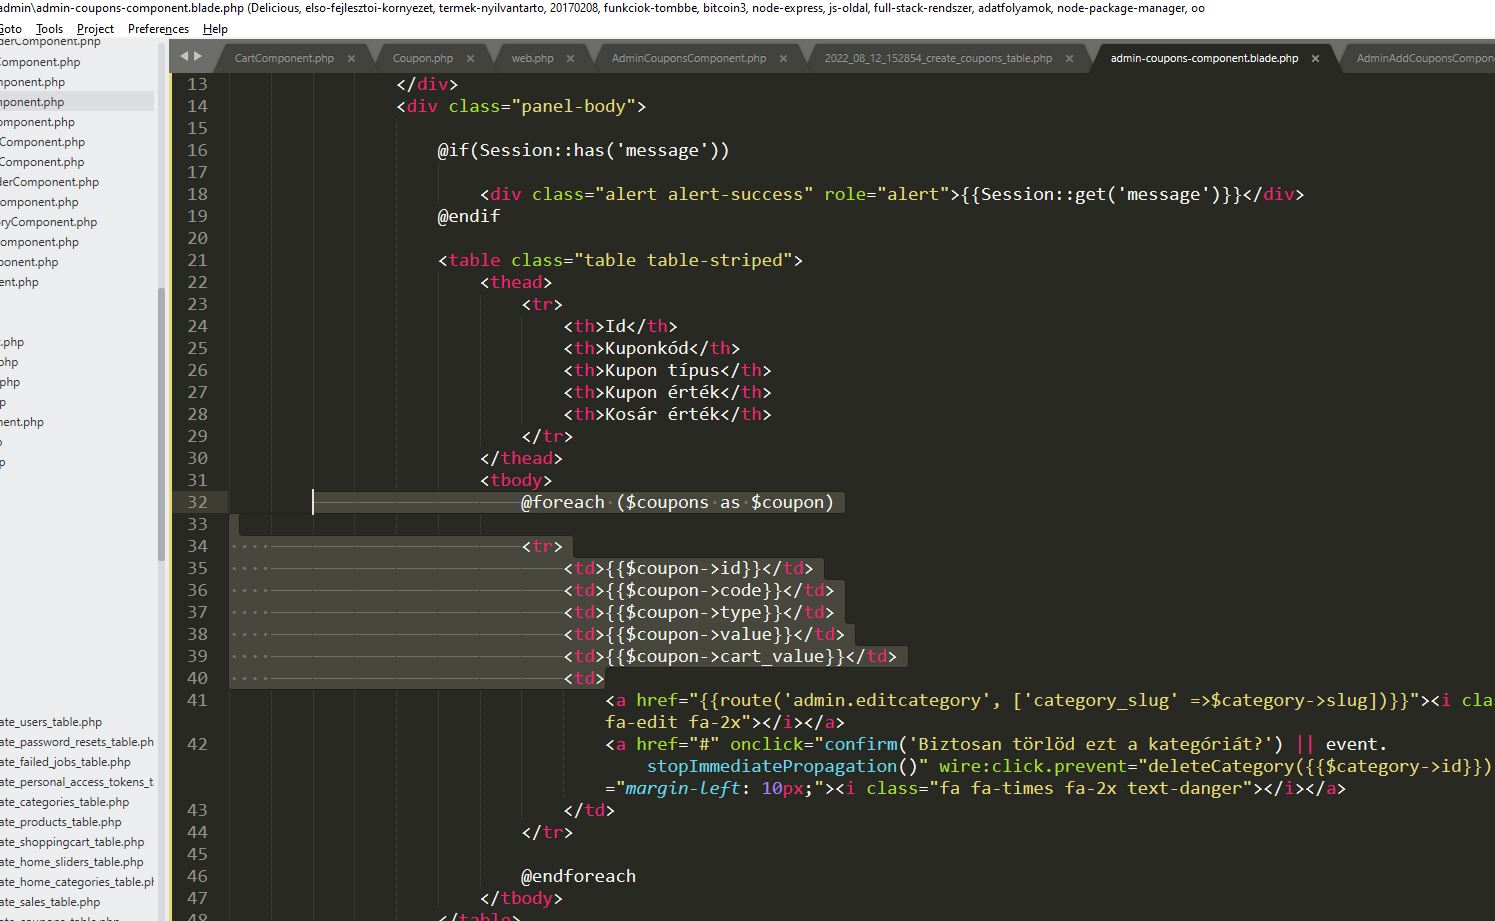 admin\admin-coupons-component.blade.php (Delicious, elso-fejlesztoi-kornyezet, termek-nyilvantarto, 20170208, funkciok-tombbe, bitcoin3, node-express, js-oldal, full-stack-rendszer, adatfolyamok, node-package-manager, oo
Goto Tools Project Preferences Help
derComponent.php
Component.php
mponent.php
mponent.php
omponent.php
Component.php
Component.php
derComponent.php
omponent.php
oryComponent.php
omponent.php
ponent.php
ent.php
t.php
php
php
p
nent.php
p
ate_users_table.php
ate_password_resets_table.ph
ate_failed_jobs_table.php
ate_personal_access_tokens_t
ate_categories_table.php
ate_products_table.php
ate_shoppingcart_table.php
ate_home_sliders_table.php
ate_home_categories_table.ph
ate_sales_table.php
ate_coupons_table.php
CartComponent.php × Coupon.php × web.php × AdminCouponsComponent.php × 2022_08_12_152854_create_coupons_table.php × admin-coupons-component.blade.php × AdminAddCouponsCompon
13 </div>
14 <div class="panel-body">
15
16 @if(Session::has('message'))
17
18 <div class="alert alert-success" role="alert">{{Session::get('message')}}</div>
19 @endif
20
21 <table class="table table-striped">
22 <thead>
23 <tr>
24 <th>Id</th>
25 <th>Kuponkód</th>
26 <th>Kupon típus</th>
27 <th>Kupon érték</th>
28 <th>Kosár érték</th>
29 </tr>
30 </thead>
31 <tbody>
32 @foreach ($coupons as $coupon)
33
34 <tr>
35 <td>{{$coupon->id}}</td>
36 <td>{{$coupon->code}}</td>
37 <td>{{$coupon->type}}</td>
38 <td>{{$coupon->value}}</td>
39 <td>{{$coupon->cart_value}}</td>
40 <td>
41 <a href="{{route('admin.editcategory', ['category_slug' =>$category->slug])}}"><i cla
fa-edit fa-2x"></i></a>
42 <a href="#" onclick="confirm('Biztosan törlöd ezt a kategóriát?') || event.
stopImmediatePropagation()" wire:click.prevent="deleteCategory({{$category->id}})
="margin-left: 10px;"><i class="fa fa-times fa-2x text-danger"></i></a>
43 </td>
44 </tr>
45
46 @endforeach
47 </tbody>
48 </table>